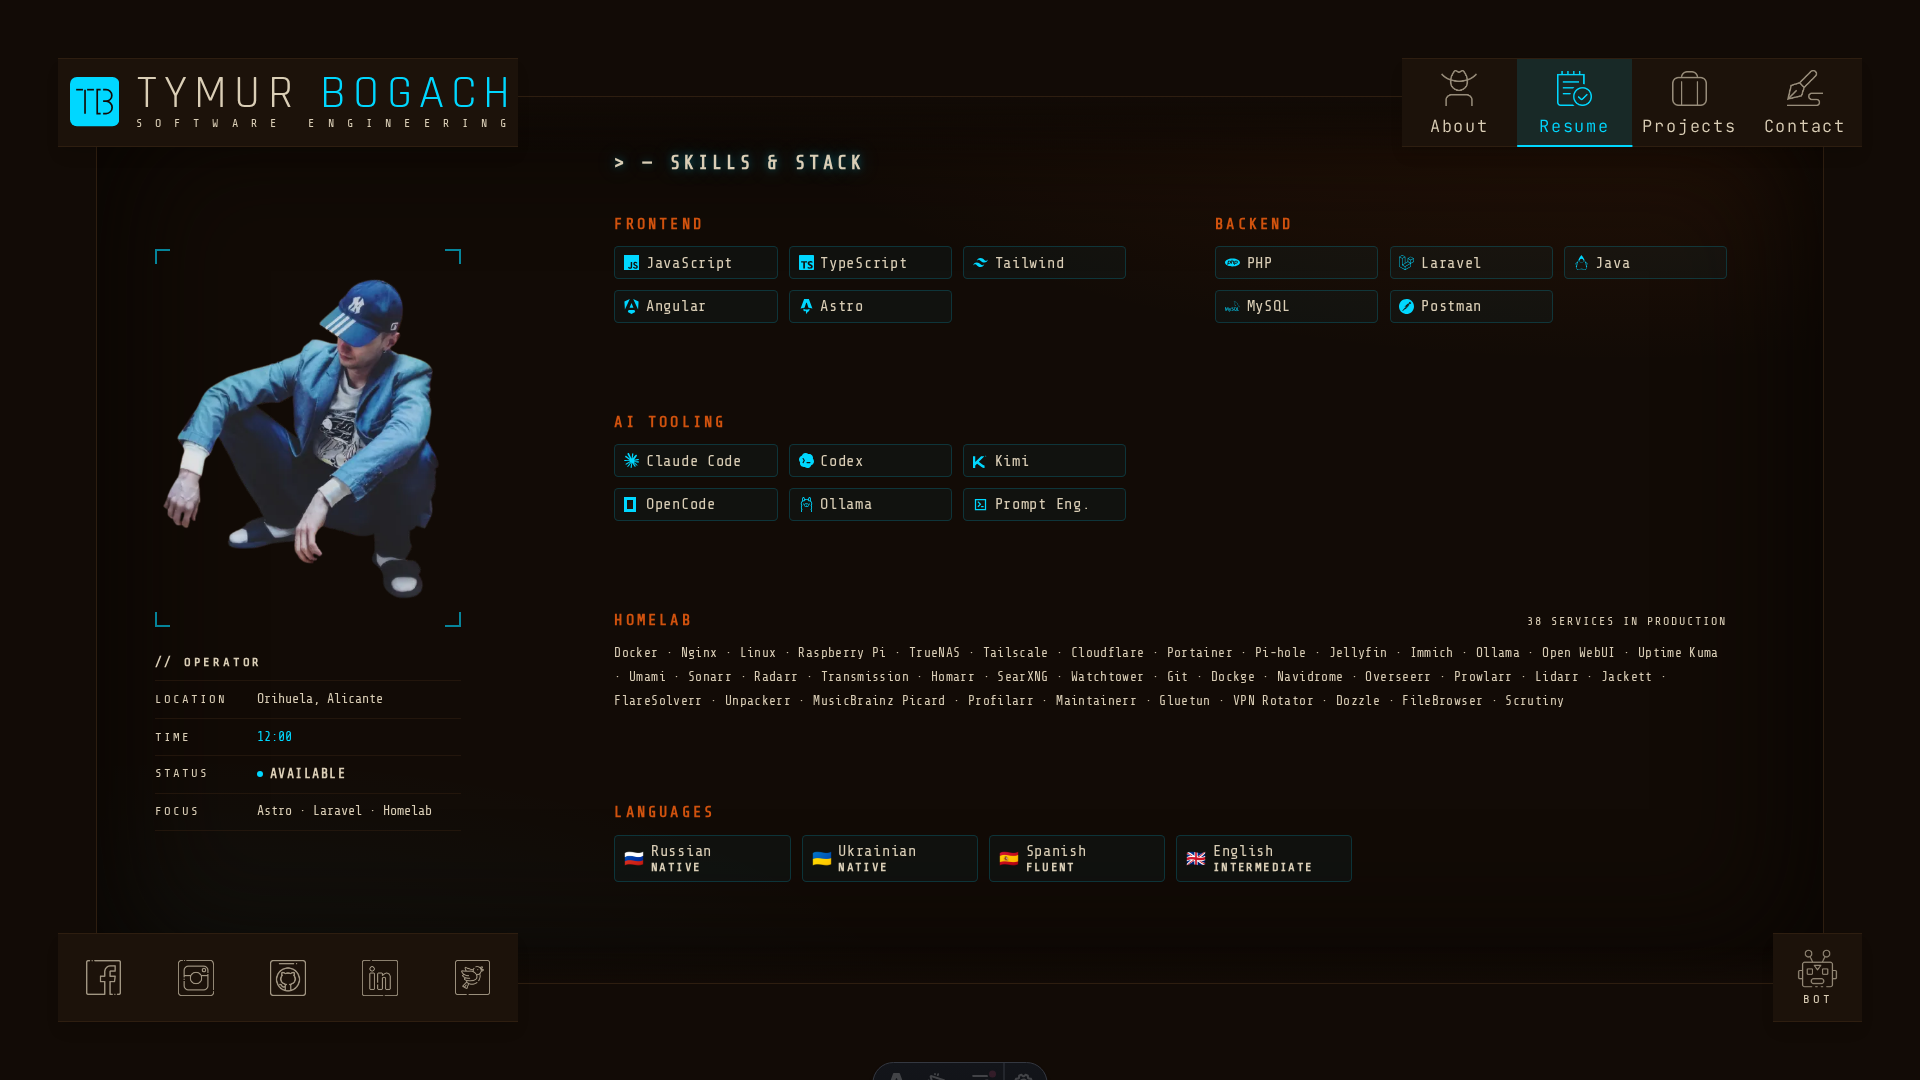 TB TYMUR BOGACH
SOFTWARE ENGINEERING
About
Resume
Projects
Contact
> — SKILLS & STACK
FRONTEND
JavaScript
TypeScript
Tailwind
Angular
Astro
BACKEND
PHP
Laravel
Java
MySQL
Postman
AI TOOLING
Claude Code
Codex
Kimi
OpenCode
Ollama
Prompt Eng.
HOMELAB
38 SERVICES IN PRODUCTION
Docker · Nginx · Linux · Raspberry Pi · TrueNAS · Tailscale · Cloudflare · Portainer · Pi-hole · Jellyfin · Immich · Ollama · Open WebUI · Uptime Kuma
· Umami · Sonarr · Radarr · Transmission · Homarr · SearXNG · Watchtower · Git · Dockge · Navidrome · Overseerr · Prowlarr · Lidarr · Jackett ·
FlareSolverr · Unpackerr · MusicBrainz Picard · Profilarr · Maintainerr · Gluetun · VPN Rotator · Dozzle · FileBrowser · Scrutiny
LANGUAGES
Russian
NATIVE
Ukrainian
NATIVE
Spanish
FLUENT
English
INTERMEDIATE
// OPERATOR
LOCATION Orihuela, Alicante
TIME 12:00
STATUS AVAILABLE
FOCUS Astro · Laravel · Homelab
BOT